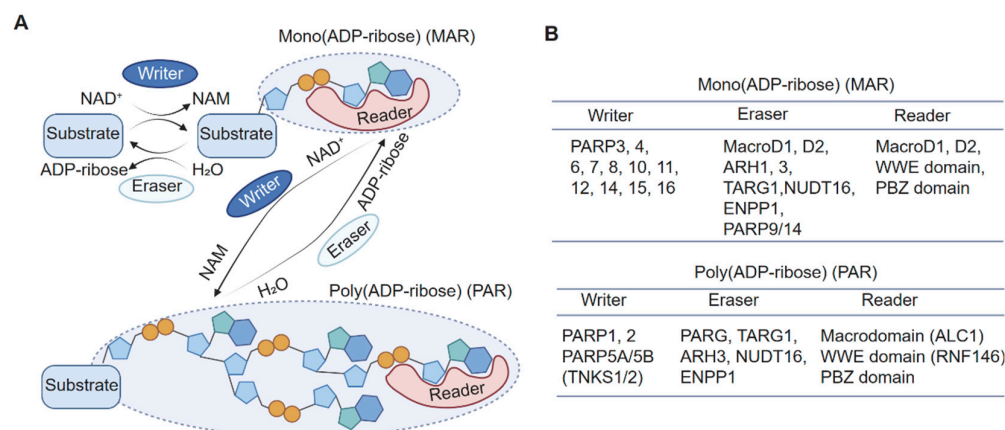 A
Mono(ADP-ribose) (MAR)
Writer
NAD⁺
NAM
Substrate
Substrate
Reader
ADP-ribose
H₂O
Eraser
NAD⁺
ADP-ribose
Writer
Eraser
NAM
H₂O
Poly(ADP-ribose) (PAR)
Substrate
Reader
B
Mono(ADP-ribose) (MAR)
Writer Eraser Reader
PARP3, 4, MacroD1, D2, MacroD1, D2,
6, 7, 8, 10, 11, ARH1, 3, WWE domain,
12, 14, 15, 16 TARG1,NUDT16, PBZ domain
ENPP1,
PARP9/14
Poly(ADP-ribose) (PAR)
Writer Eraser Reader
PARP1, 2 PARG, TARG1, Macrodomain (ALC1)
PARP5A/5B ARH3, NUDT16, WWE domain (RNF146)
(TNKS1/2) ENPP1 PBZ domain